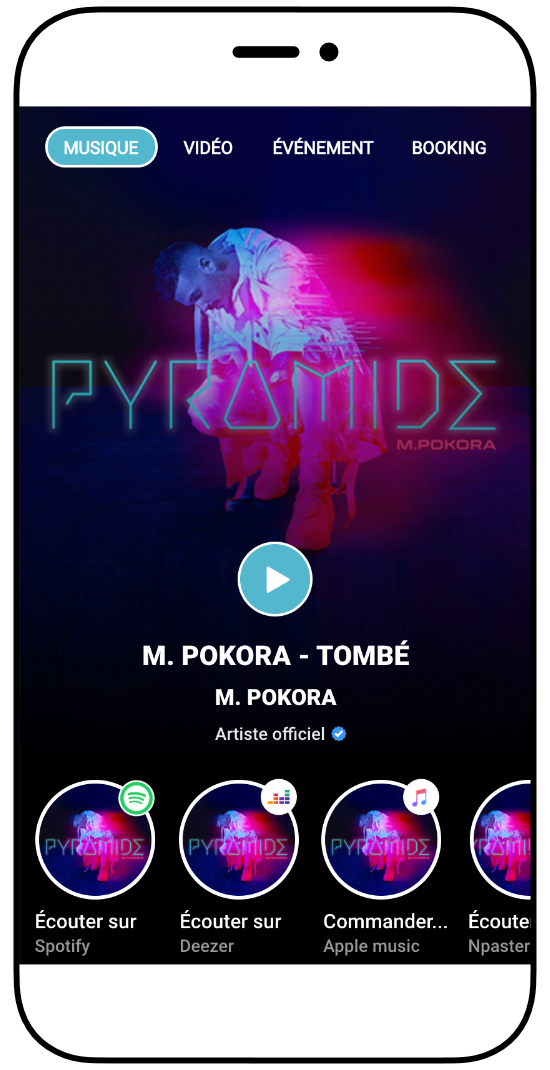 MUSIQUE VIDÉO ÉVÉNEMENT BOOKING
PYRAMIDE
M.POKORA
M. POKORA - TOMBÉ
M. POKORA
Artiste officiel
PYRAMIDE PYRAMIDE PYRAMIDE
Écouter sur Écouter sur Commander...
Spotify Deezer Apple music Npaster